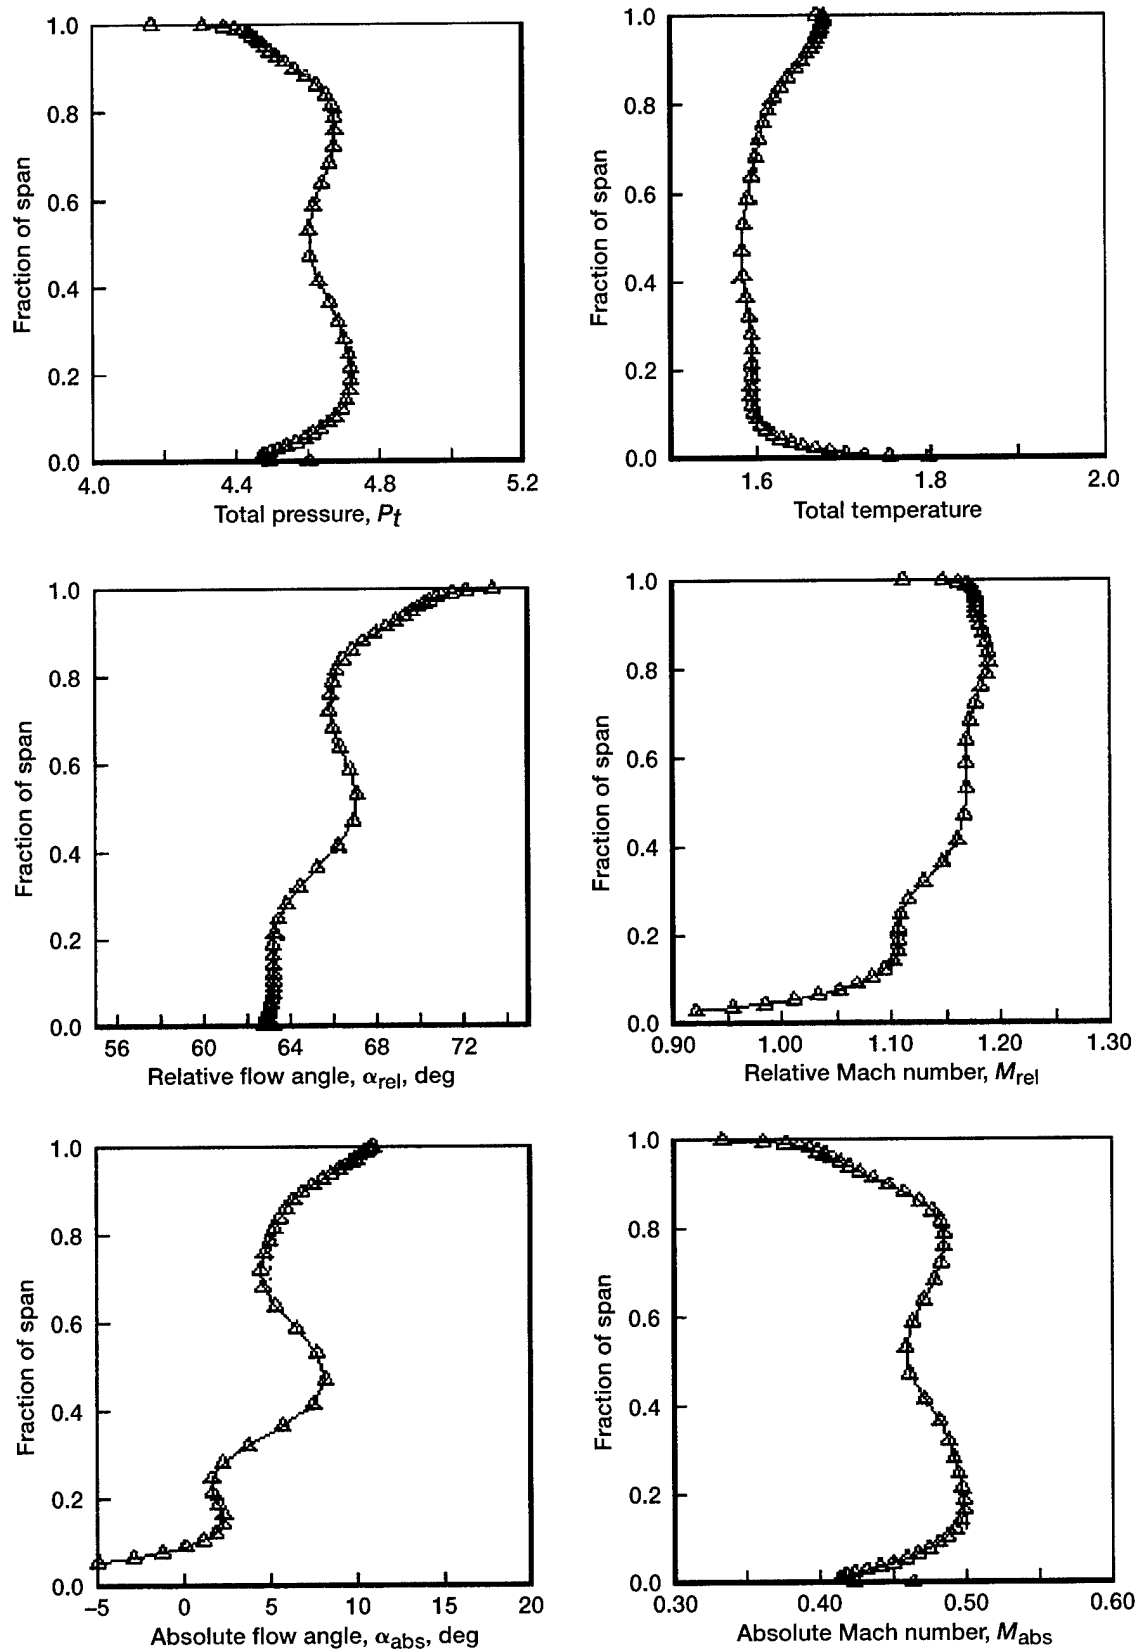 1.0
0.8
0.6
0.4
0.2
0.0
Fraction of span
4.0 4.4 4.8 5.2
Total pressure, Pt
1.0
0.8
0.6
0.4
0.2
0.0
Fraction of span
1.6 1.8 2.0
Total temperature
1.0
0.8
0.6
0.4
0.2
0.0
Fraction of span
56 60 64 68 72
Relative flow angle, αrel, deg
1.0
0.8
0.6
0.4
0.2
0.0
Fraction of span
0.90 1.00 1.10 1.20 1.30
Relative Mach number, Mrel
1.0
0.8
0.6
0.4
0.2
0.0
Fraction of span
–5 0 5 10 15 20
Absolute flow angle, αabs, deg
1.0
0.8
0.6
0.4
0.2
0.0
Fraction of span
0.30 0.40 0.50 0.60
Absolute Mach number, Mabs